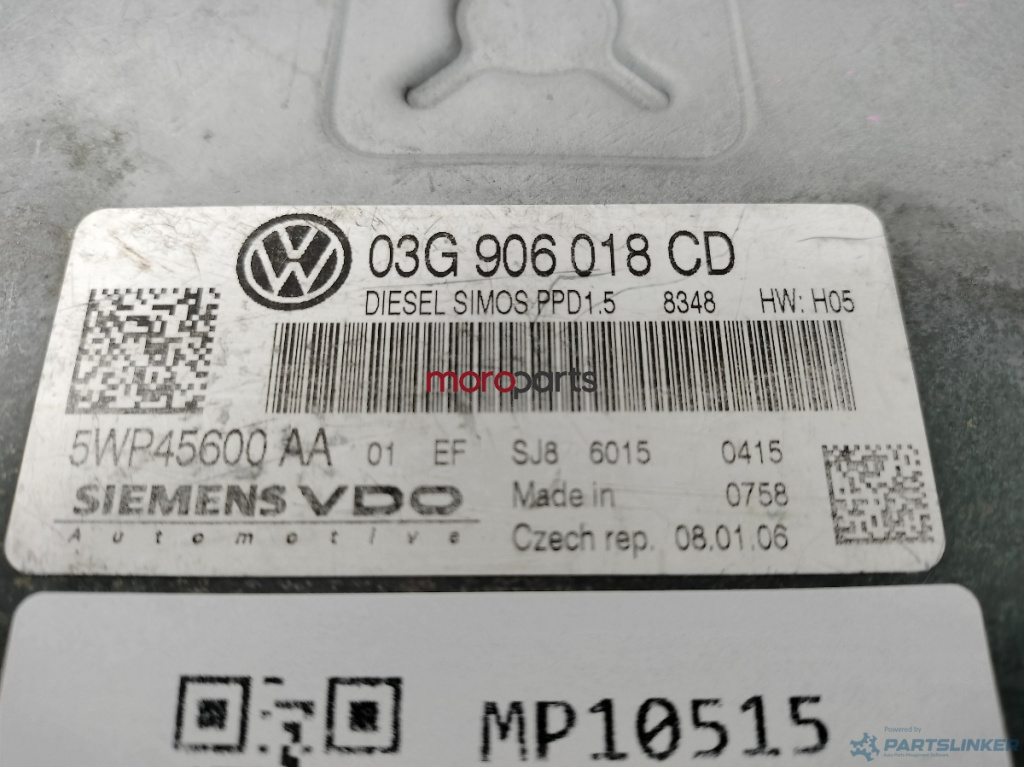 03G 906 018 CD
DIESEL SIMOS PPD1.5 8348 HW: H05
moroparts
5WP45600 AA 01 EF SJ8 6015 0415
SIEMENS VDO Made in 0758
Automotive Czech rep. 08.01.06
MP10515
Powered by
PARTSLINKER